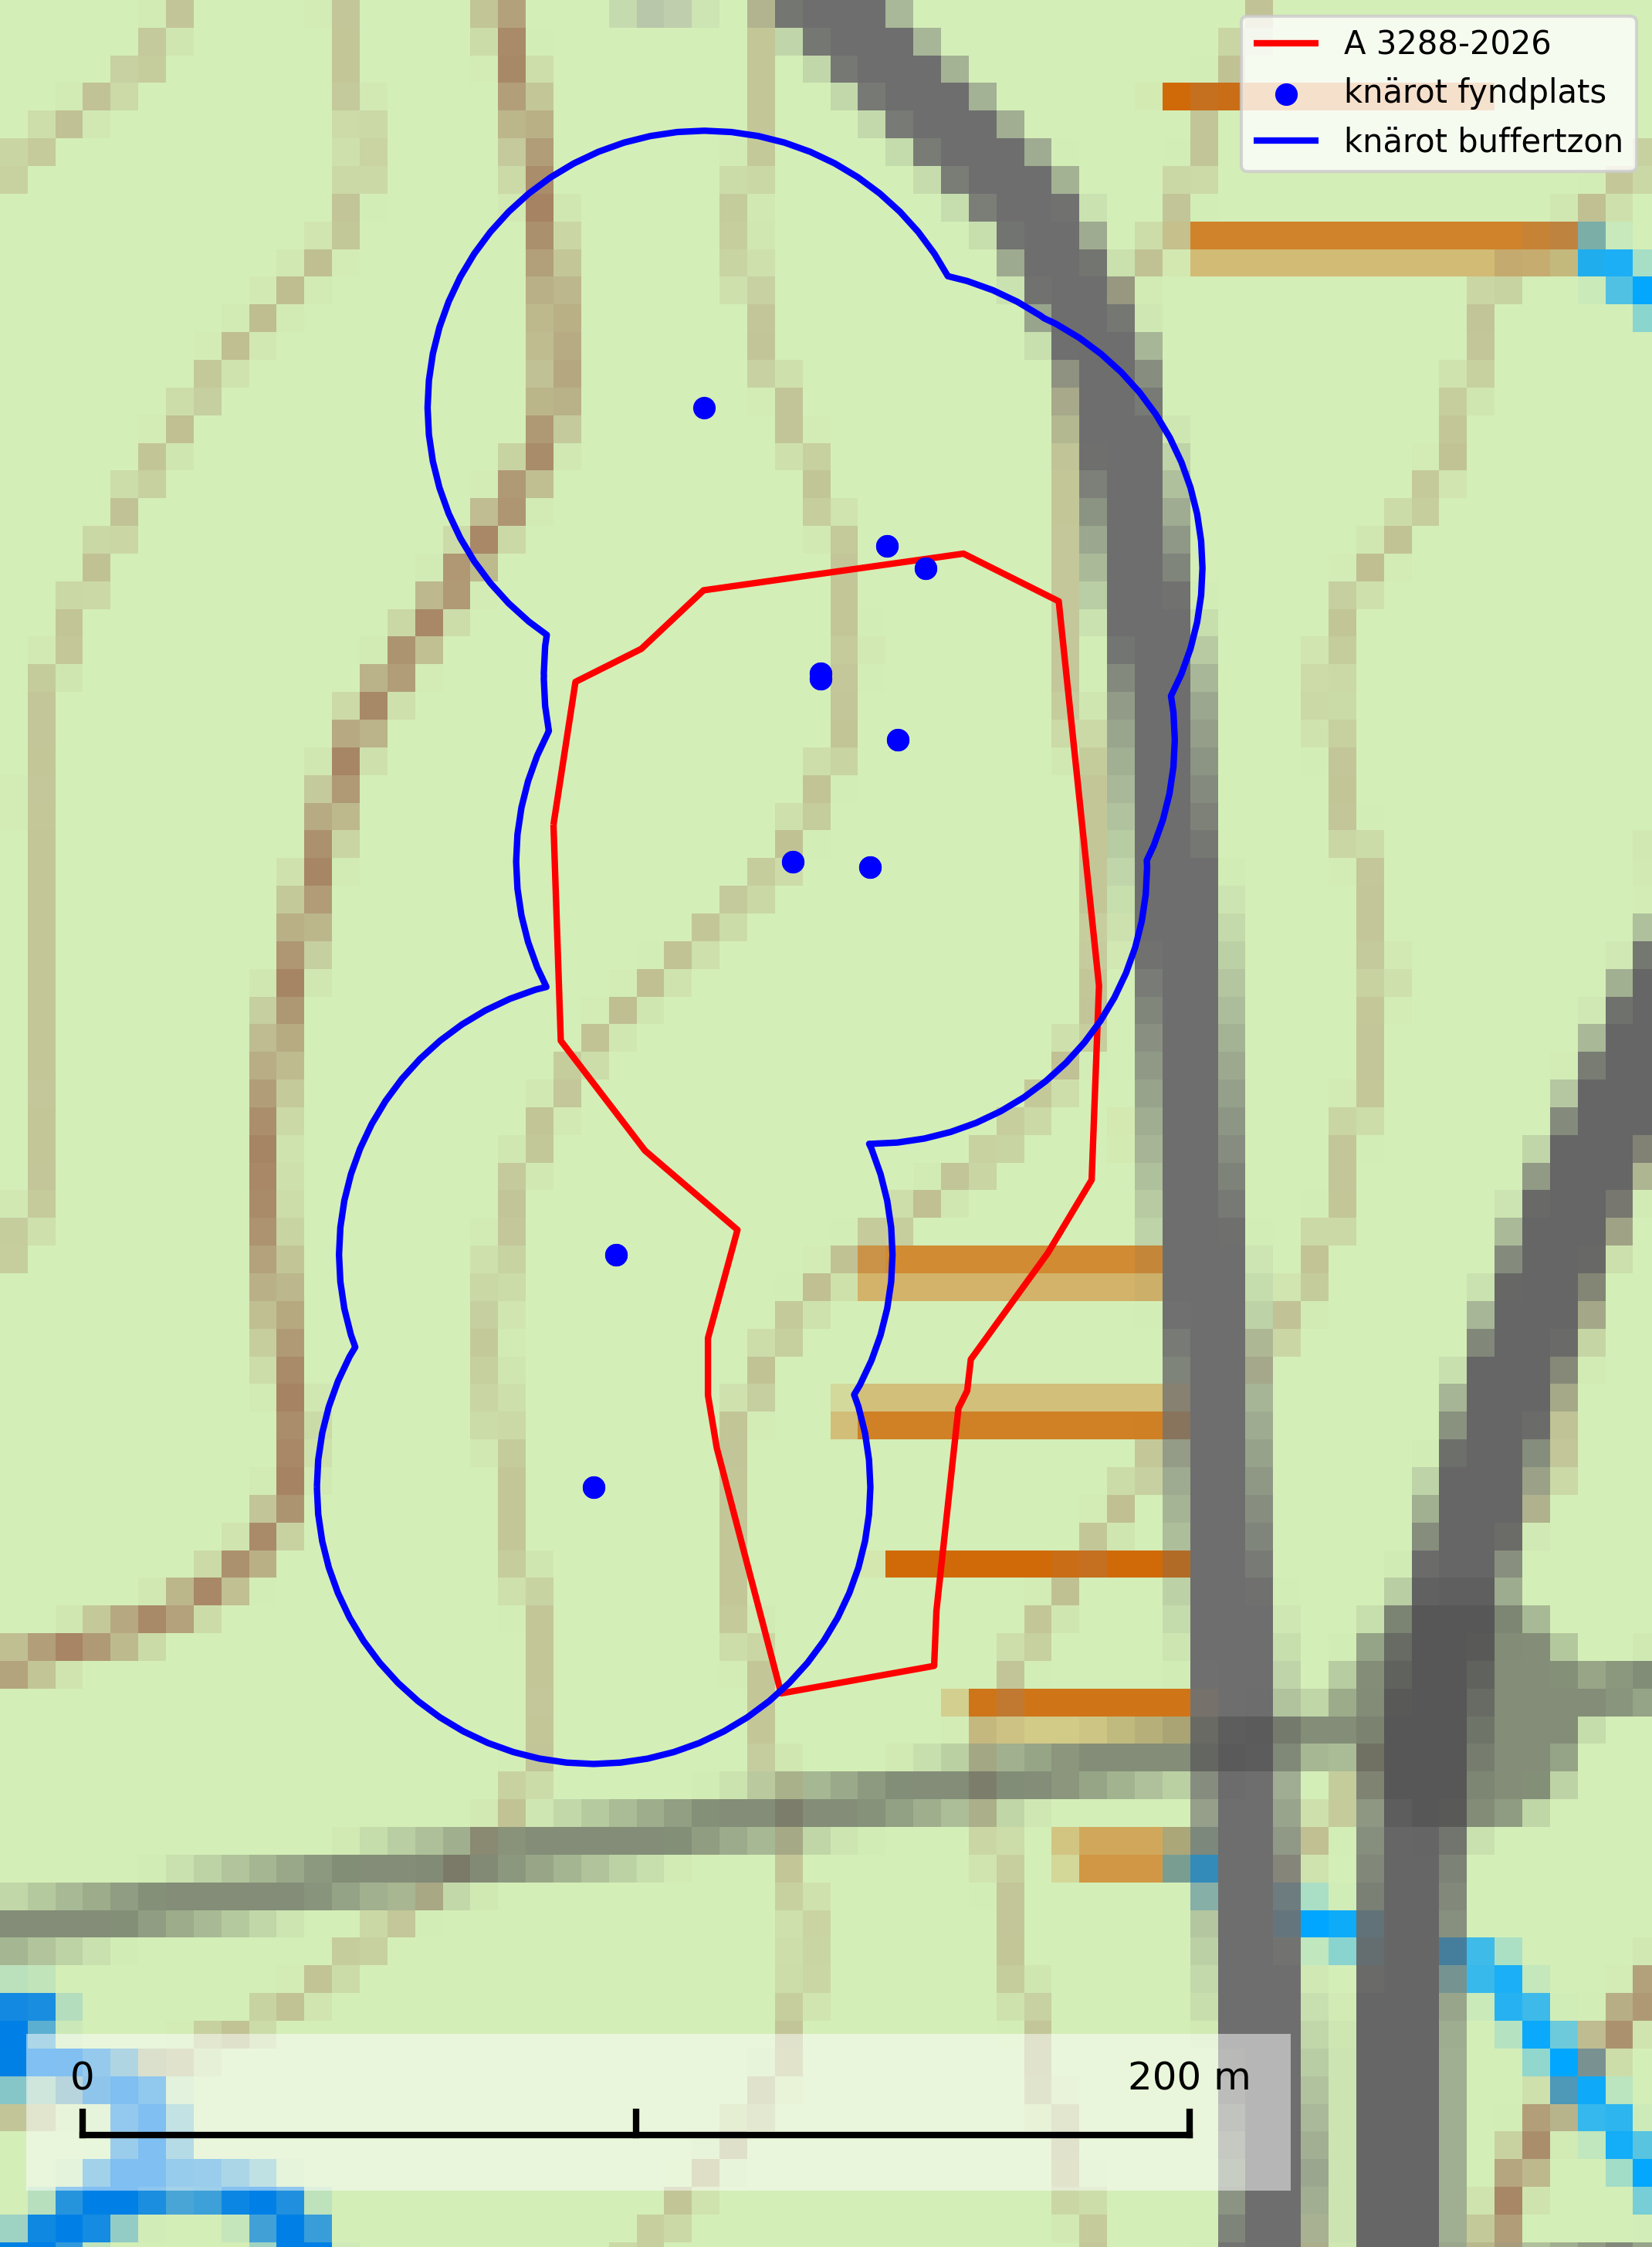 A 3288-2026
knärot fyndplats
knärot buffertzon
0
200 m